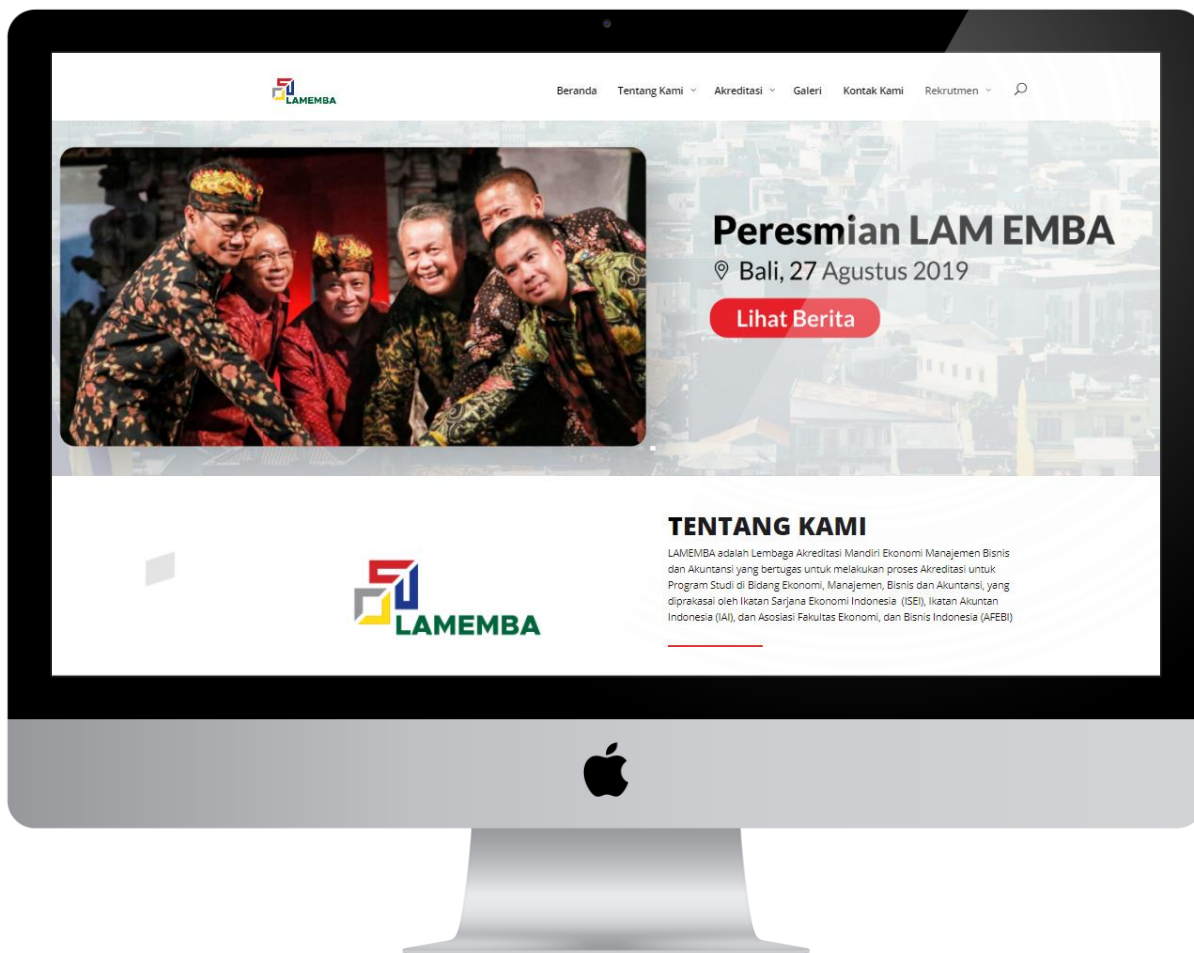 LAMEMBA
Beranda Tentang Kami Akreditasi Galeri Kontak Kami Rekrutmen
Peresmian LAM EMBA
Bali, 27 Agustus 2019
Lihat Berita
LAMEMBA
TENTANG KAMI
LAMEMBA adalah Lembaga Akreditasi Mandiri Ekonomi Manajemen Bisnis
dan Akuntansi yang bertugas untuk melakukan proses Akreditasi untuk
Program Studi di Bidang Ekonomi, Manajemen, Bisnis dan Akuntansi, yang
diprakasai oleh Ikatan Sarjana Ekonomi Indonesia (ISEI), Ikatan Akuntan
Indonesia (IAI), dan Asosiasi Fakultas Ekonomi, dan Bisnis Indonesia (AFEBI)